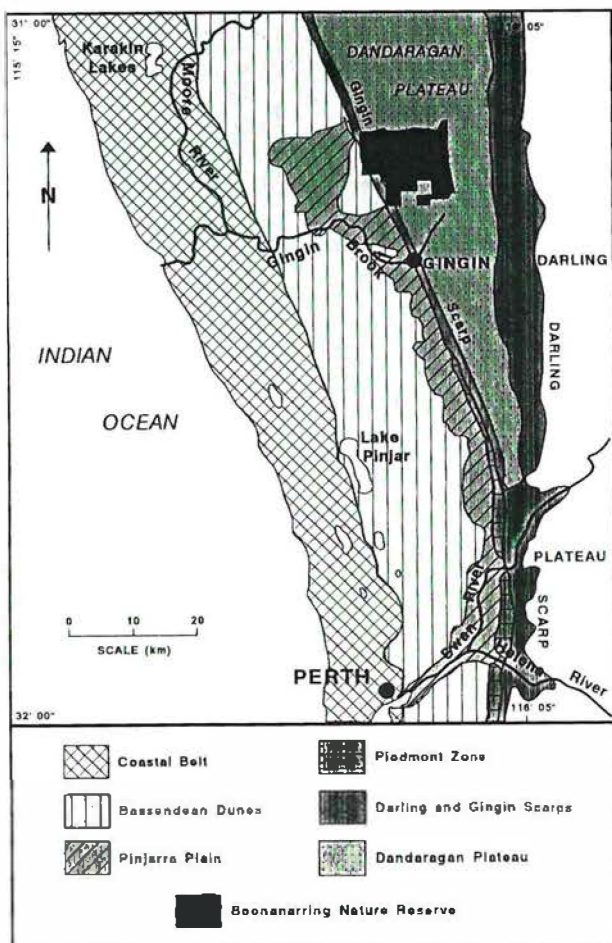 31° 00'
115° 15'
05'
Karakin
Lakes
Moore
River
DANDARAGAN
PLATEAU
Gingin
N
Gingin
Brook
GINGIN
Scarp
DARLING
DARLING
INDIAN
OCEAN
Lake
Pinjar
PLATEAU
SCARP
0 10 20
SCALE (km)
Swan
River
Helena
River
PERTH
32° 00'
116° 05'
Coastal Belt
Piedmont Zone
Bassendean Dunes
Darling and Gingin Scarps
Pinjarra Plain
Dandaragan Plateau
Boonanarring Nature Reserve